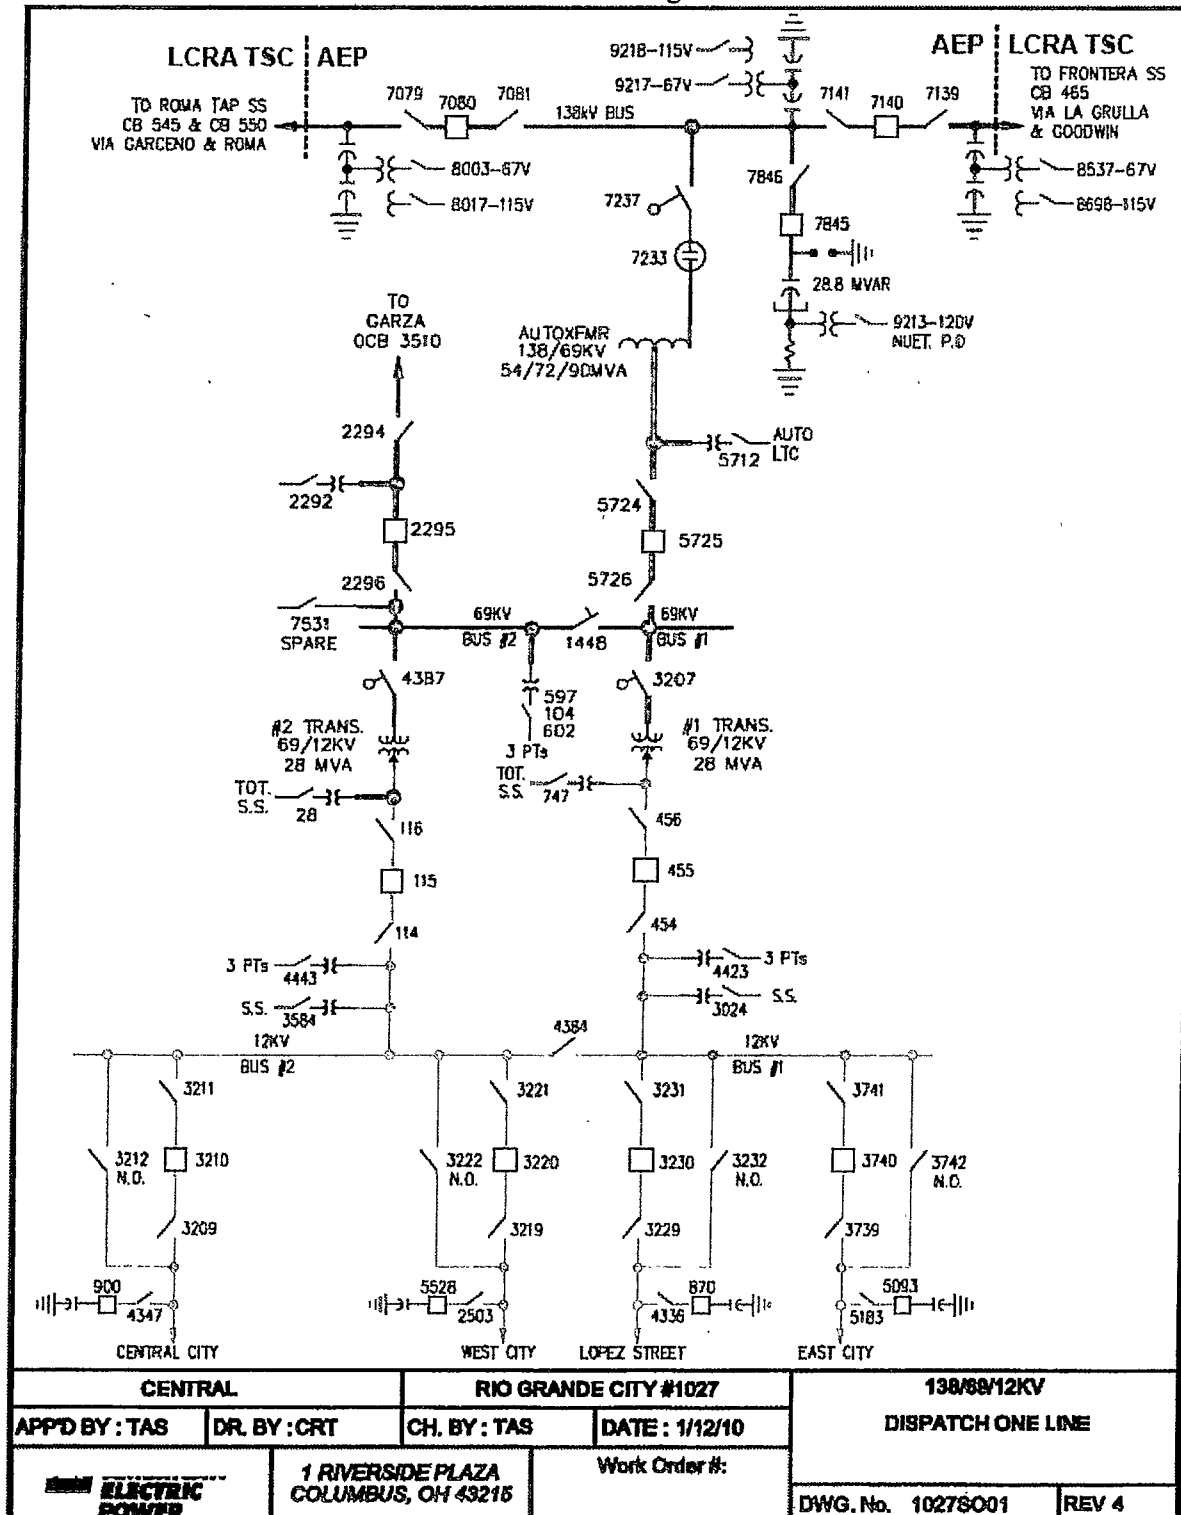 LCRA TSC AEP
AEP LCRA TSC
TO ROMA TAP SS
CB 545 & CB 550
VIA GARCENO & ROMA
7079
7080
7081
138kV BUS
9218-115V
9217-67V
7141
7140
7139
TO FRONTERA SS
CB 465
VIA LA GRULLA
& GOODWIN
8003-67V
8017-115V
8537-67V
8698-115V
7237
7233
7846
7845
28.8 MVAR
9213-120V
NUET. P.D
TO
GARZA
OCB 3510
AUTOXFMR
138/69KV
54/72/90MVA
2294
2292
2295
2296
7531
SPARE
AUTO
LTC
5712
5724
5725
5726
69KV
BUS #2
1448
69KV
BUS #1
4387
597
104
602
3 PTs
3207
#2 TRANS.
69/12KV
28 MVA
#1 TRANS.
69/12KV
28 MVA
TOT.
S.S.
28
TOT.
S.S.
747
116
115
114
456
455
454
3 PTs
4443
S.S.
3584
4423
3 PTs
3024
S.S.
12KV
BUS #2
4384
12KV
BUS #1
3211
3212
N.O.
3210
3209
3221
3222
N.O.
3220
3219
3231
3230
3232
N.O.
3229
3741
3740
3742
N.O.
3739
900
4347
5528
2503
870
4336
5093
5183
CENTRAL CITY
WEST CITY
LOPEZ STREET
EAST CITY
CENTRAL
RIO GRANDE CITY #1027
138/69/12KV
DISPATCH ONE LINE
APP'D BY : TAS
DR. BY : CRT
CH. BY : TAS
DATE : 1/12/10
ELECTRIC
POWER
1 RIVERSIDE PLAZA
COLUMBUS, OH 43215
Work Order #:
DWG. No. 1027SO01
REV 4